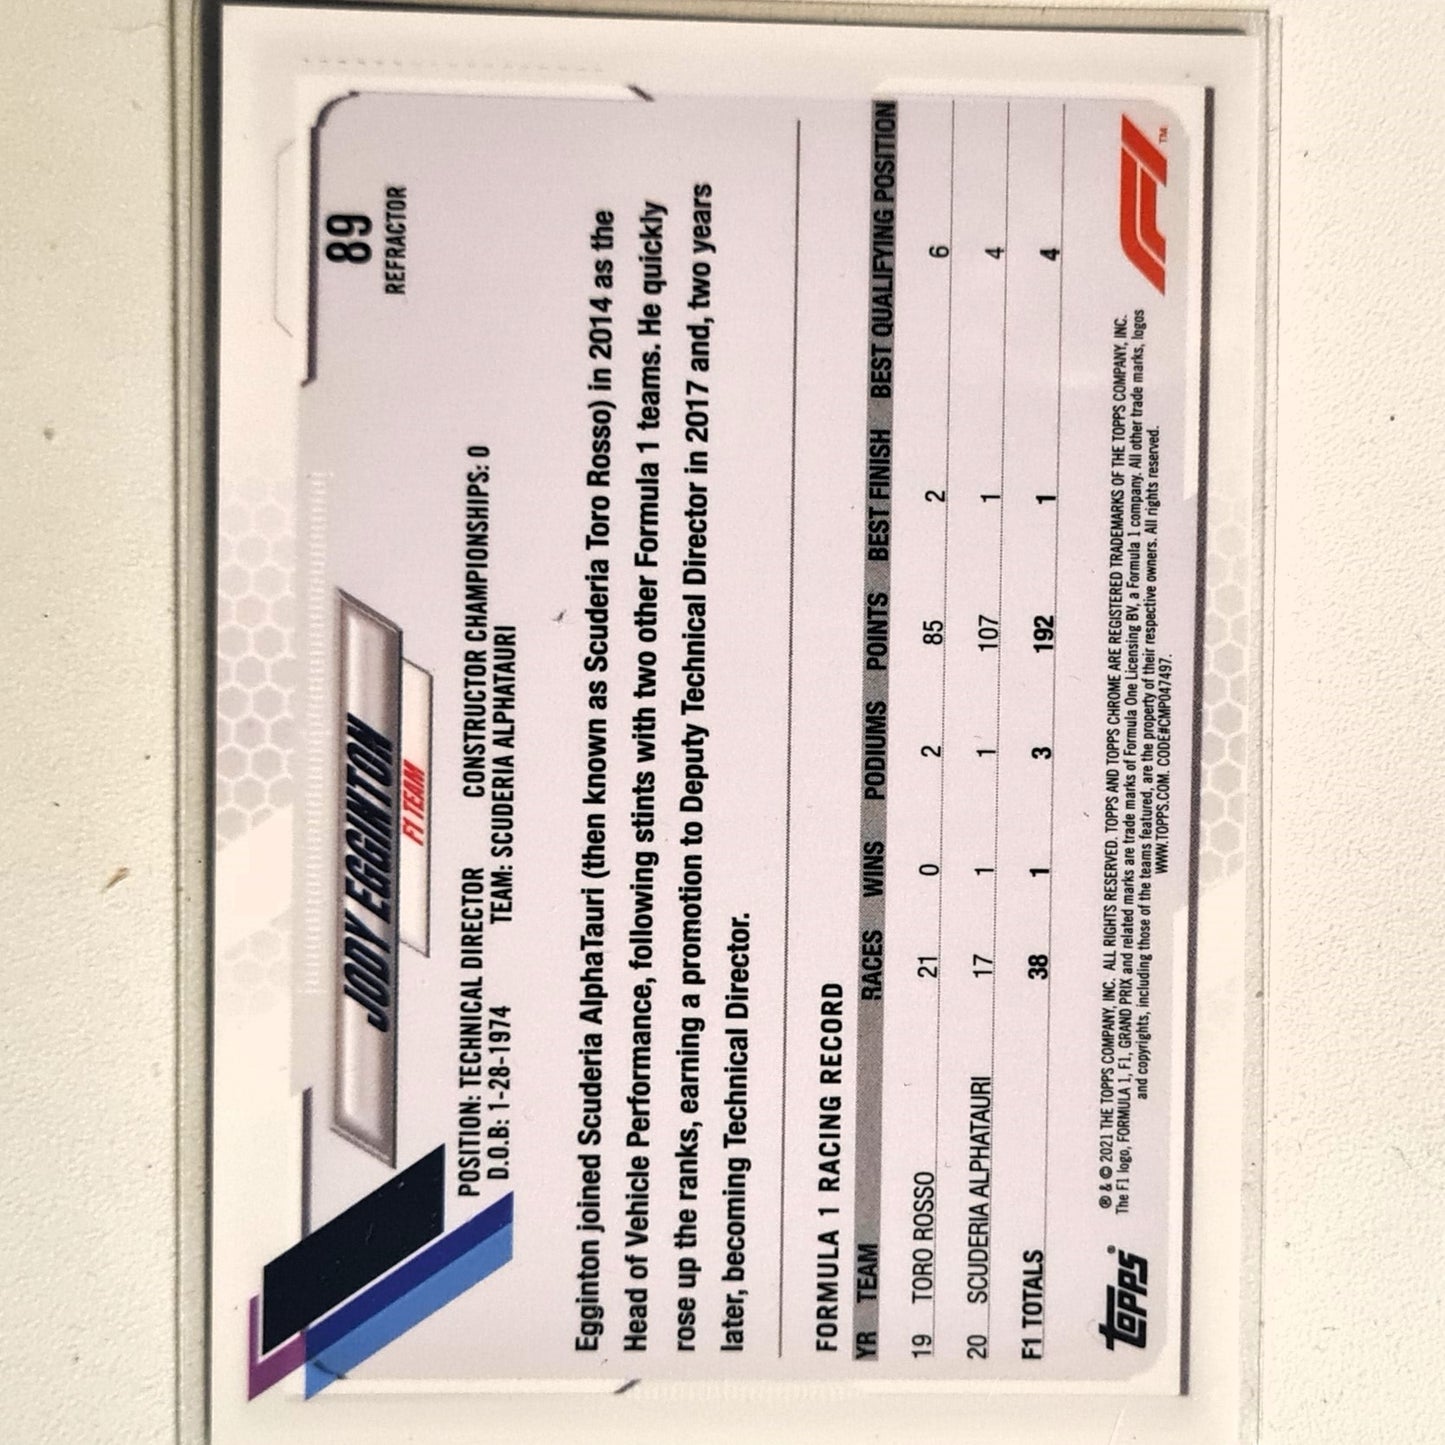 89
REFRACTOR
JODY EGGINTON
F1 TEAM
POSITION: TECHNICAL DIRECTOR CONSTRUCTOR CHAMPIONSHIPS: 0
D.O.B: 1-28-1974 TEAM: SCUDERIA ALPHATAURI
Egginton joined Scuderia AlphaTauri (then known as Scuderia Toro Rosso) in 2014 as the
Head of Vehicle Performance, following stints with two other Formula 1 teams. He quickly
rose up the ranks, earning a promotion to Deputy Technical Director in 2017 and, two years
later, becoming Technical Director.
FORMULA 1 RACING RECORD
YR TEAM RACES WINS PODIUMS POINTS BEST FINISH BEST QUALIFYING POSITION
19 TORO ROSSO 21 0 2 85 2 6
20 SCUDERIA ALPHATAURI 17 1 1 107 1 4
F1 TOTALS 38 1 3 192 1 4
topps®
® & © 2021 THE TOPPS COMPANY, INC. ALL RIGHTS RESERVED. TOPPS AND TOPPS CHROME ARE REGISTERED TRADEMARKS OF THE TOPPS COMPANY, INC.
The F1 logo, FORMULA 1, F1, GRAND PRIX and related marks are trade marks of Formula One Licensing BV, a Formula 1 company. All other trade marks, logos
and copyrights, including those of the teams featured, are the property of their respective owners. All rights reserved.
WWW.TOPPS.COM. CODE#CMP047497.
F1™